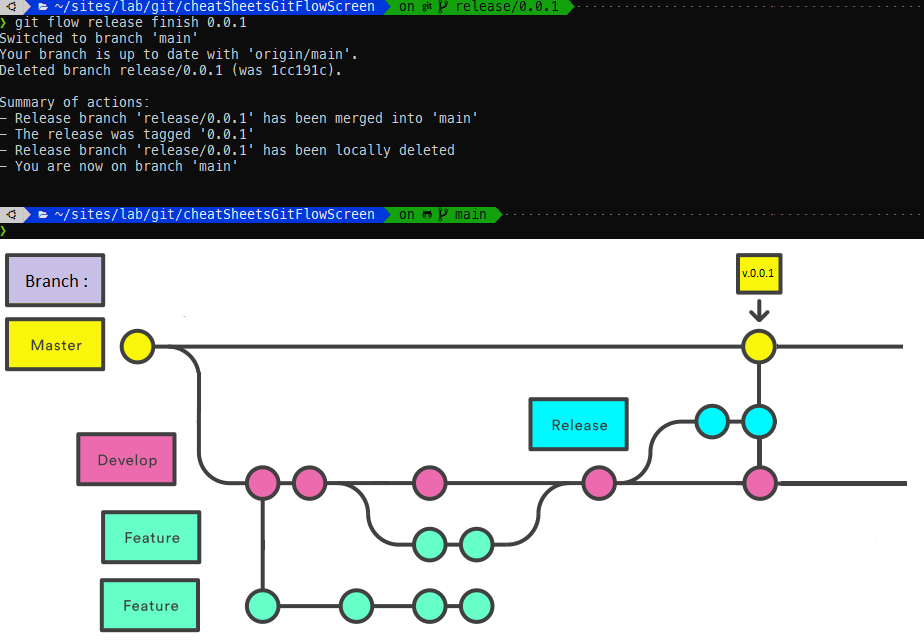 ~/sites/lab/git/cheatSheetsGitFlowScreen on git release/0.0.1
❯ git flow release finish 0.0.1
Switched to branch 'main'
Your branch is up to date with 'origin/main'.
Deleted branch release/0.0.1 (was 1cc191c).
Summary of actions:
- Release branch 'release/0.0.1' has been merged into 'main'
- The release was tagged '0.0.1'
- Release branch 'release/0.0.1' has been locally deleted
- You are now on branch 'main'
~/sites/lab/git/cheatSheetsGitFlowScreen on main
❯
Branch :
v.0.0.1
Master
Release
Develop
Feature
Feature